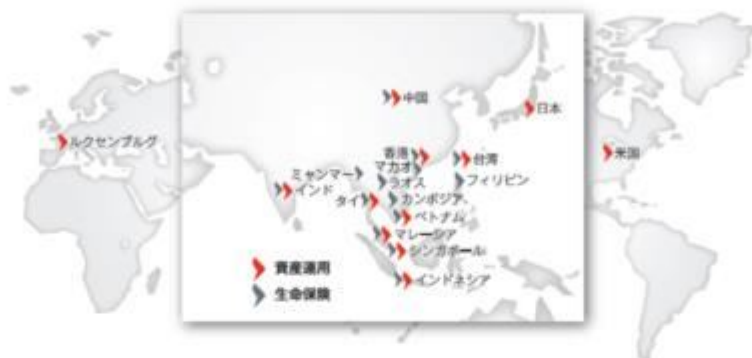 中国
日本
ルクセンブルグ
香港
台湾
米国
マカオ
ミャンマー
ラオス
フィリピン
インド
タイ
カンボジア
ベトナム
マレーシア
シンガポール
インドネシア
資産運用
生命保険